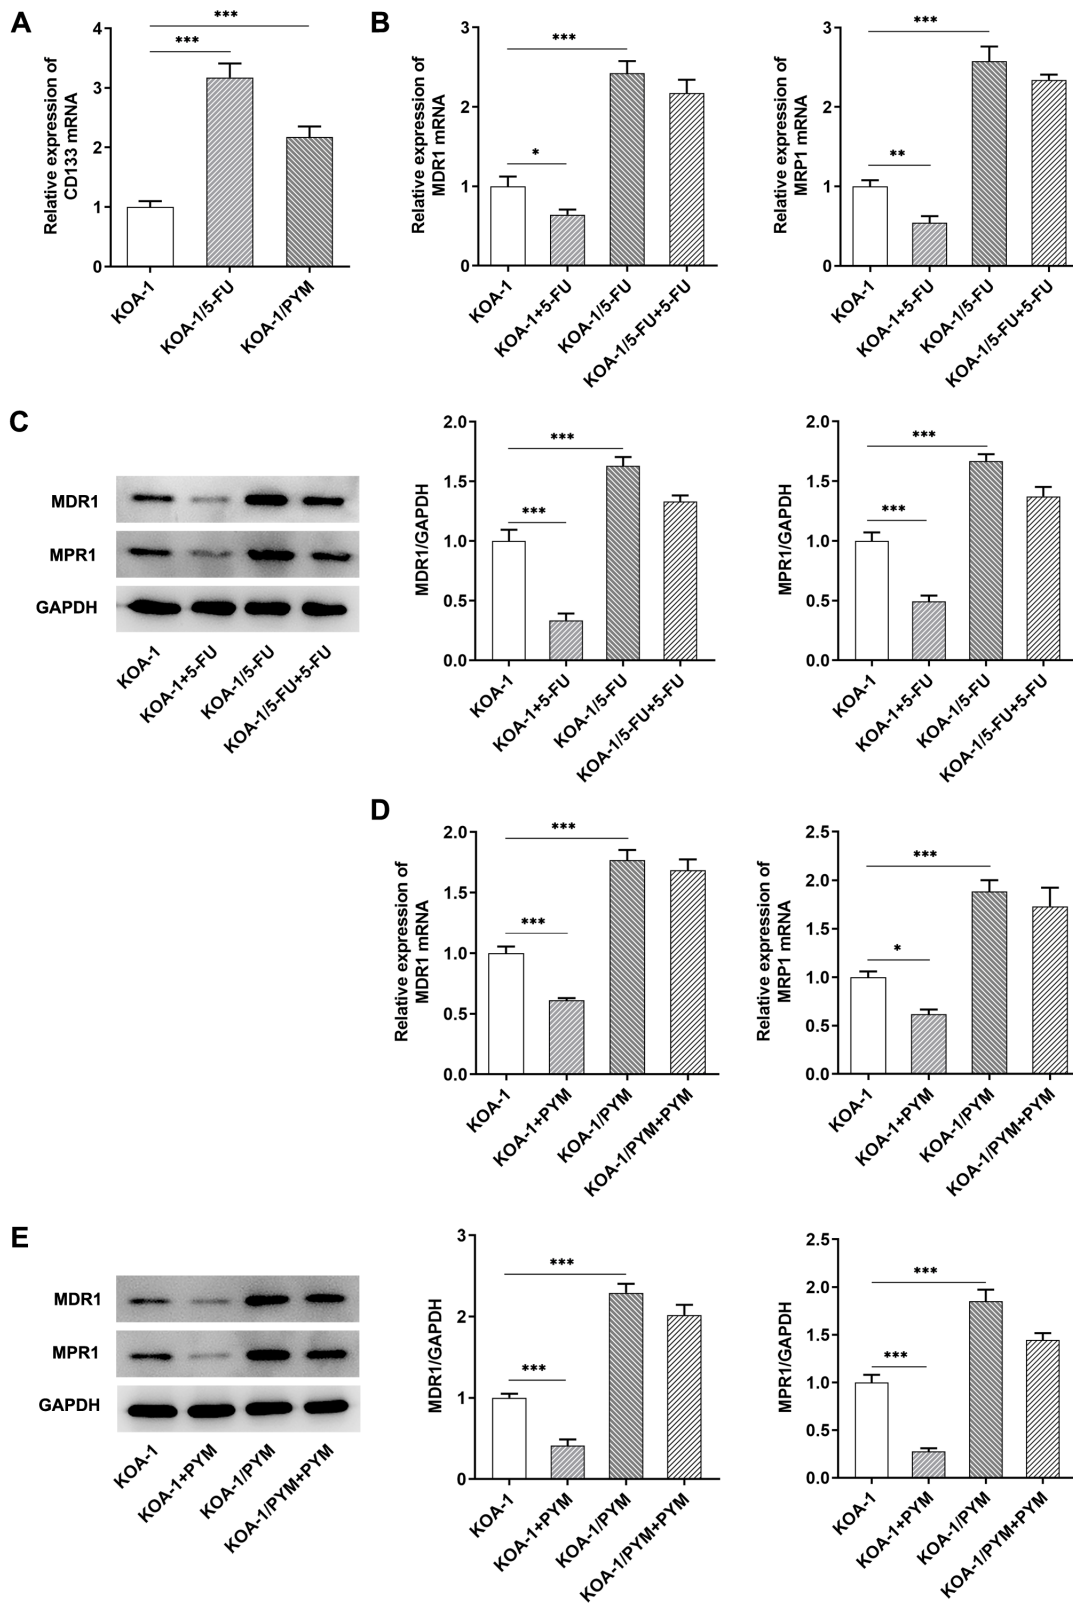 A
Relative expression of
CD133 mRNA
4
3
2
1
0
***
***
KOA-1
KOA-1/5-FU
KOA-1/PYM
B
Relative expression of
MDR1 mRNA
3
2
1
0
***
*
KOA-1
KOA-1+5-FU
KOA-1/5-FU
KOA-1/5-FU+5-FU
Relative expression of
MRP1 mRNA
3
2
1
0
***
**
KOA-1
KOA-1+5-FU
KOA-1/5-FU
KOA-1/5-FU+5-FU
C
MDR1
MPR1
GAPDH
KOA-1
KOA-1+5-FU
KOA-1/5-FU
KOA-1/5-FU+5-FU
MDR1/GAPDH
2.0
1.5
1.0
0.5
0.0
***
***
KOA-1
KOA-1+5-FU
KOA-1/5-FU
KOA-1/5-FU+5-FU
MPR1/GAPDH
2.0
1.5
1.0
0.5
0.0
***
***
KOA-1
KOA-1+5-FU
KOA-1/5-FU
KOA-1/5-FU+5-FU
D
Relative expression of
MDR1 mRNA
2.0
1.5
1.0
0.5
0.0
***
***
KOA-1
KOA-1+PYM
KOA-1/PYM
KOA-1/PYM+PYM
Relative expression of
MRP1 mRNA
2.5
2.0
1.5
1.0
0.5
0.0
***
*
KOA-1
KOA-1+PYM
KOA-1/PYM
KOA-1/PYM+PYM
E
MDR1
MPR1
GAPDH
KOA-1
KOA-1+PYM
KOA-1/PYM
KOA-1/PYM+PYM
MDR1/GAPDH
3
2
1
0
***
***
KOA-1
KOA-1+PYM
KOA-1/PYM
KOA-1/PYM+PYM
MPR1/GAPDH
2.5
2.0
1.5
1.0
0.5
0.0
***
***
KOA-1
KOA-1+PYM
KOA-1/PYM
KOA-1/PYM+PYM